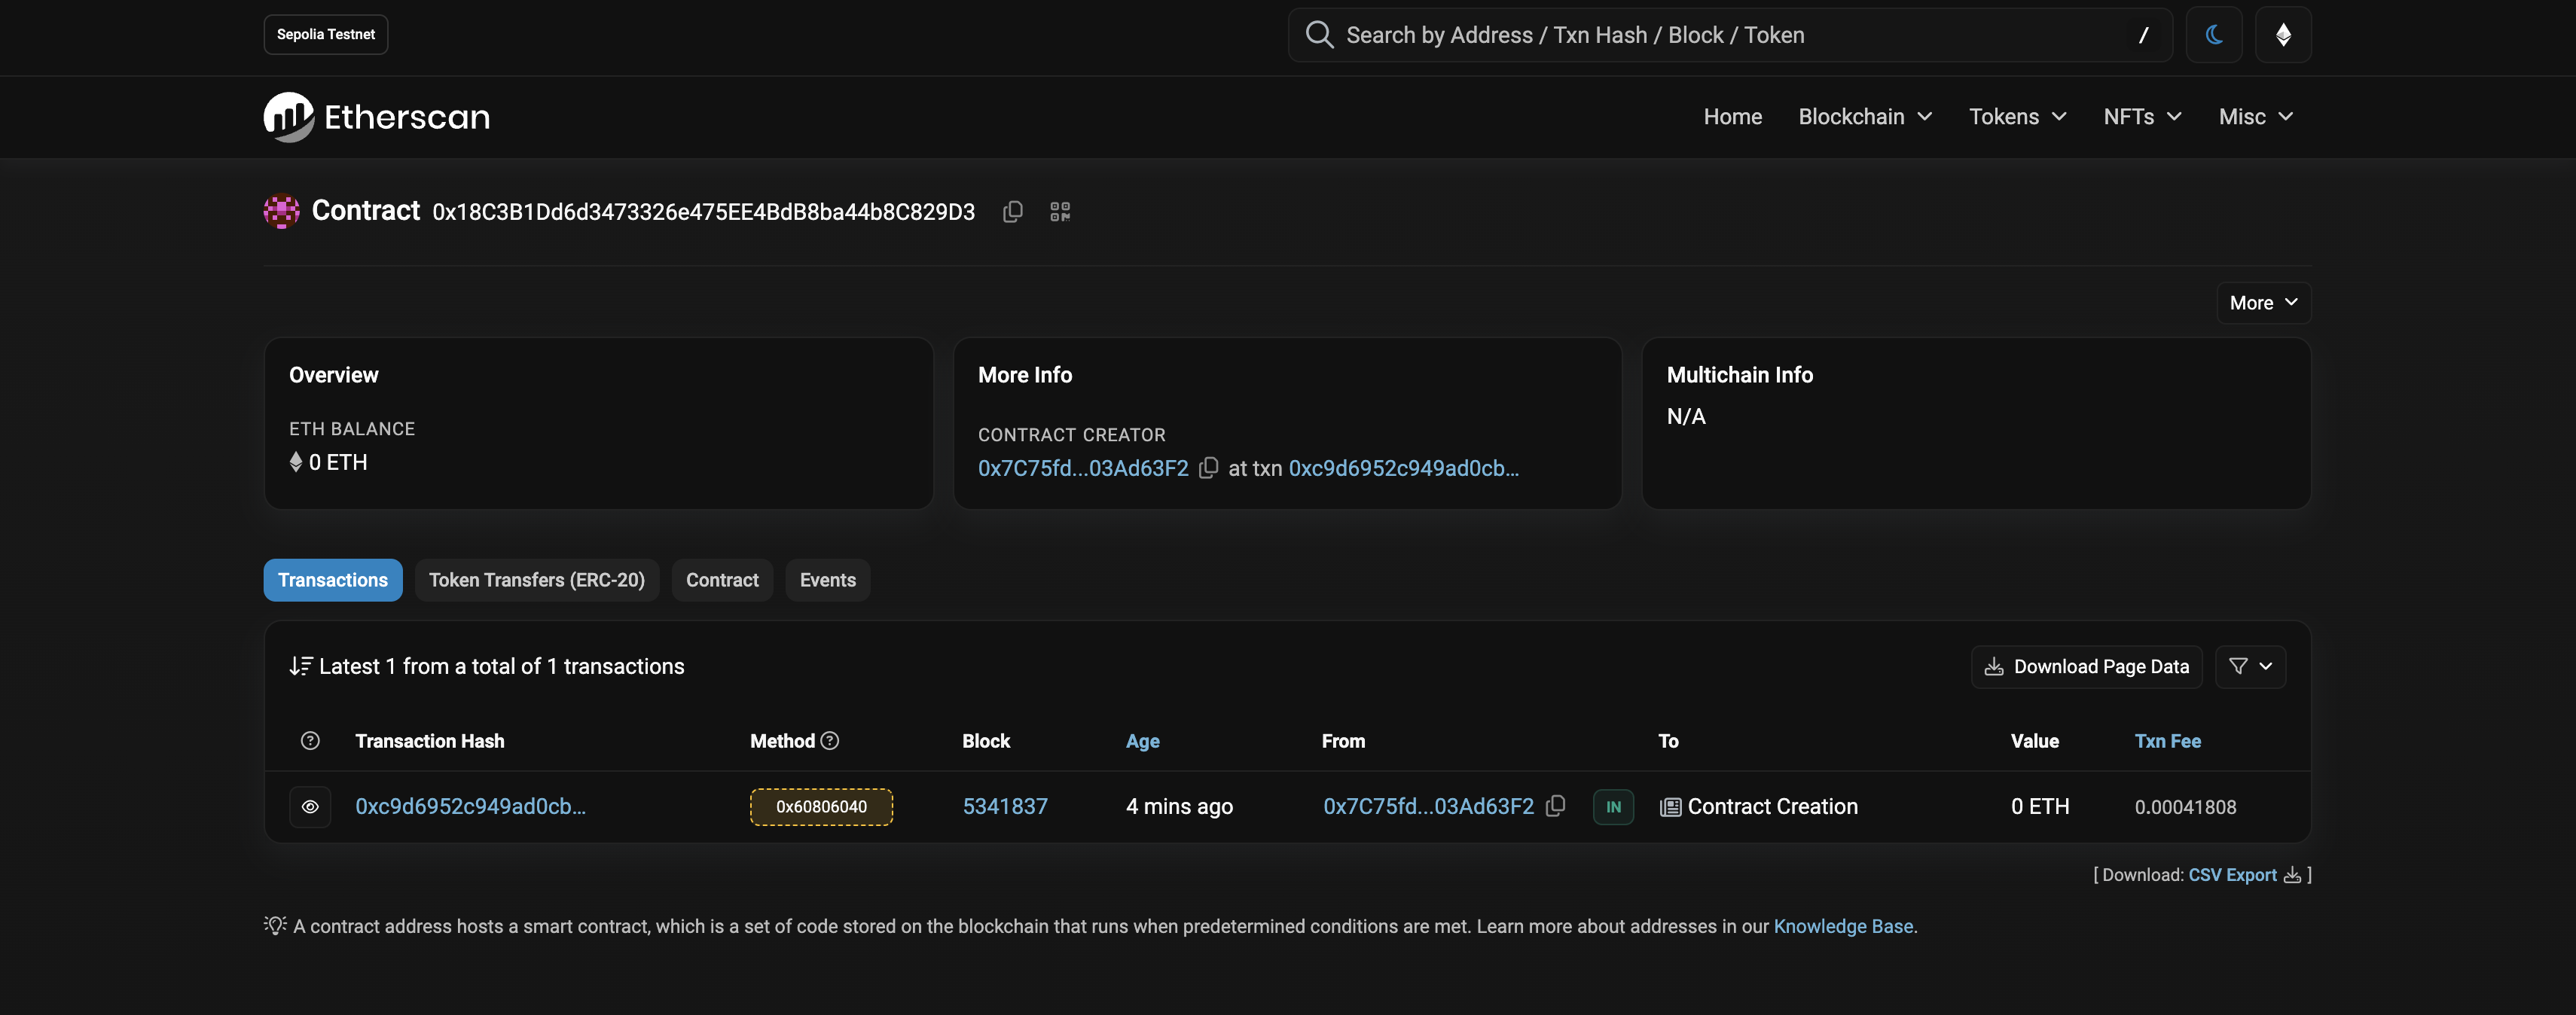 Sepolia Testnet
Search by Address / Txn Hash / Block / Token /
Etherscan
Home Blockchain Tokens NFTs Misc
Contract 0x18C3B1Dd6d3473326e475EE4BdB8ba44b8C829D3
More
Overview
ETH BALANCE
0 ETH
More Info
CONTRACT CREATOR
0x7C75fd...03Ad63F2 at txn 0xc9d6952c949ad0cb...
Multichain Info
N/A
Transactions Token Transfers (ERC-20) Contract Events
Latest 1 from a total of 1 transactions
Download Page Data
Transaction Hash Method Block Age From To Value Txn Fee
0xc9d6952c949ad0cb... 0x60806040 5341837 4 mins ago 0x7C75fd...03Ad63F2 IN Contract Creation 0 ETH 0.00041808
[ Download: CSV Export ]
A contract address hosts a smart contract, which is a set of code stored on the blockchain that runs when predetermined conditions are met. Learn more about addresses in our Knowledge Base.